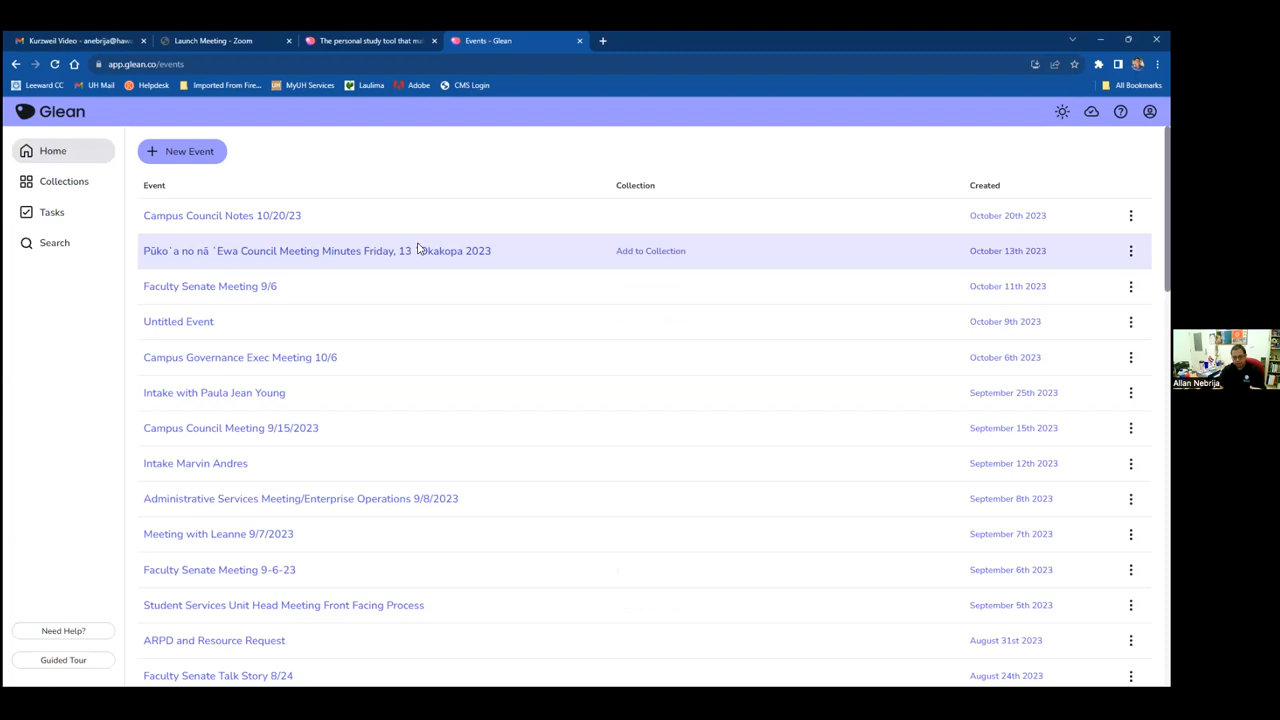 Kurzweil Video - anebrija@haw
Launch Meeting - Zoom
The personal study tool that ma
Events - Glean
app.glean.co/events
Leeward CC
UH Mail
Helpdesk
Imported From Fire...
MyUH Services
Laulima
Adobe
CMS Login
All Bookmarks
Glean
Home
Collections
Tasks
Search
New Event
Event Collection Created
Campus Council Notes 10/20/23 October 20th 2023
Pūkoʻa no nā ʻEwa Council Meeting Minutes Friday, 13 kakopa 2023 Add to Collection October 13th 2023
Faculty Senate Meeting 9/6 October 11th 2023
Untitled Event October 9th 2023
Campus Governance Exec Meeting 10/6 October 6th 2023
Intake with Paula Jean Young September 25th 2023
Campus Council Meeting 9/15/2023 September 15th 2023
Intake Marvin Andres September 12th 2023
Administrative Services Meeting/Enterprise Operations 9/8/2023 September 8th 2023
Meeting with Leanne 9/7/2023 September 7th 2023
Faculty Senate Meeting 9-6-23 September 6th 2023
Student Services Unit Head Meeting Front Facing Process September 5th 2023
ARPD and Resource Request August 31st 2023
Faculty Senate Talk Story 8/24 August 24th 2023
Need Help?
Guided Tour
Allan Nebrija